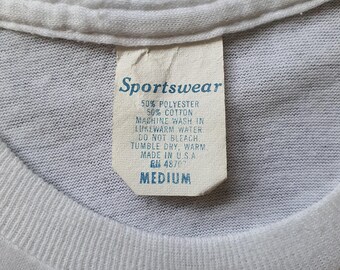 Sportswear
50% POLYESTER
50% COTTON
MACHINE WASH IN
LUKEWARM WATER
DO NOT BLEACH.
TUMBLE DRY, WARM.
MADE IN U.S.A
RN
MEDIUM